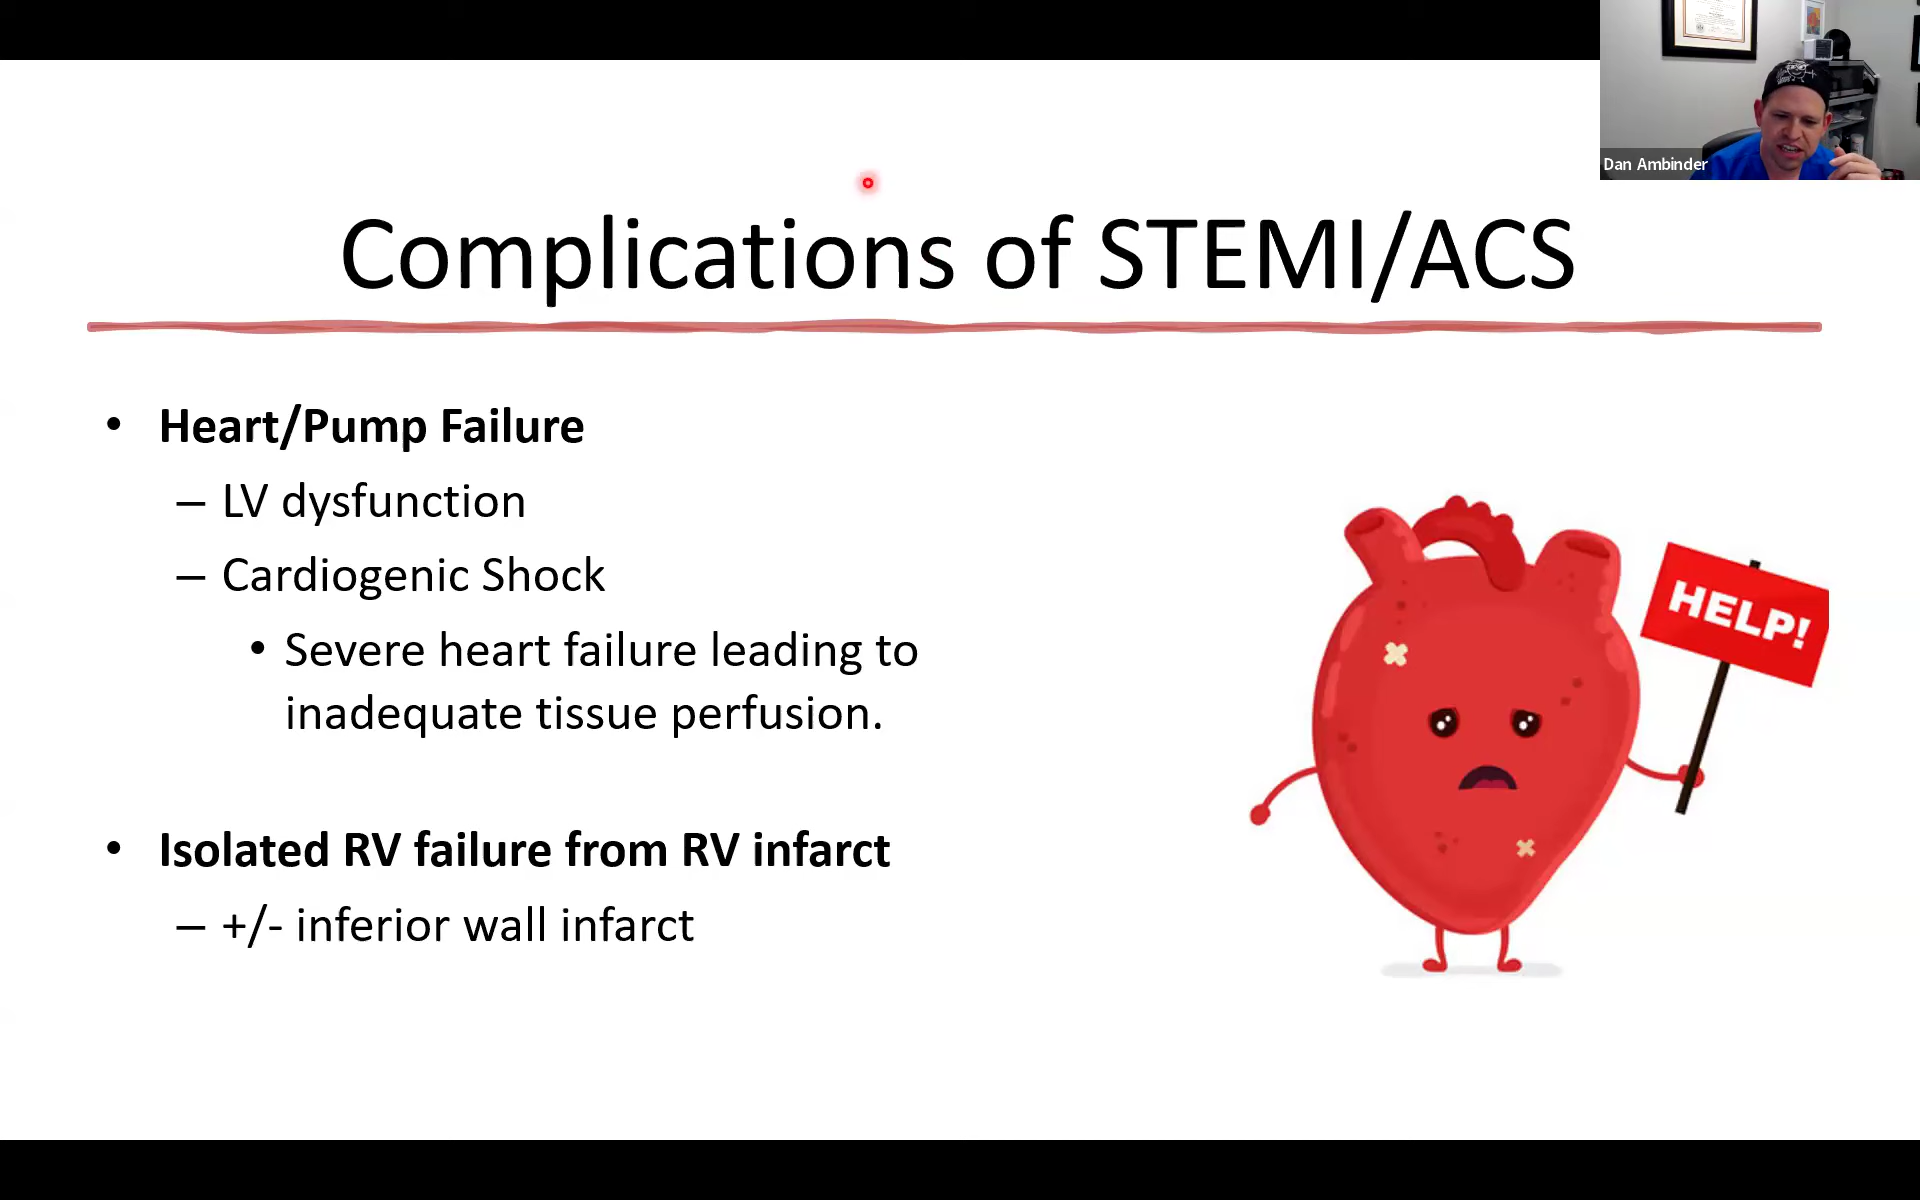 Dan Ambinder
Complications of STEMI/ACS
• Heart/Pump Failure
– LV dysfunction
– Cardiogenic Shock
• Severe heart failure leading to
inadequate tissue perfusion.
HELP!
• Isolated RV failure from RV infarct
– +/- inferior wall infarct